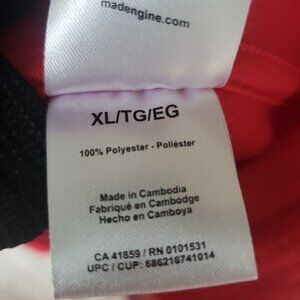 madengine.com
XL/TG/EG
100% Polyester - Poliéster
Made in Cambodia
Fabriqué en Cambodge
Hecho en Camboya
CA 41859 / RN 0101531
UPC / CUP: 686216741014